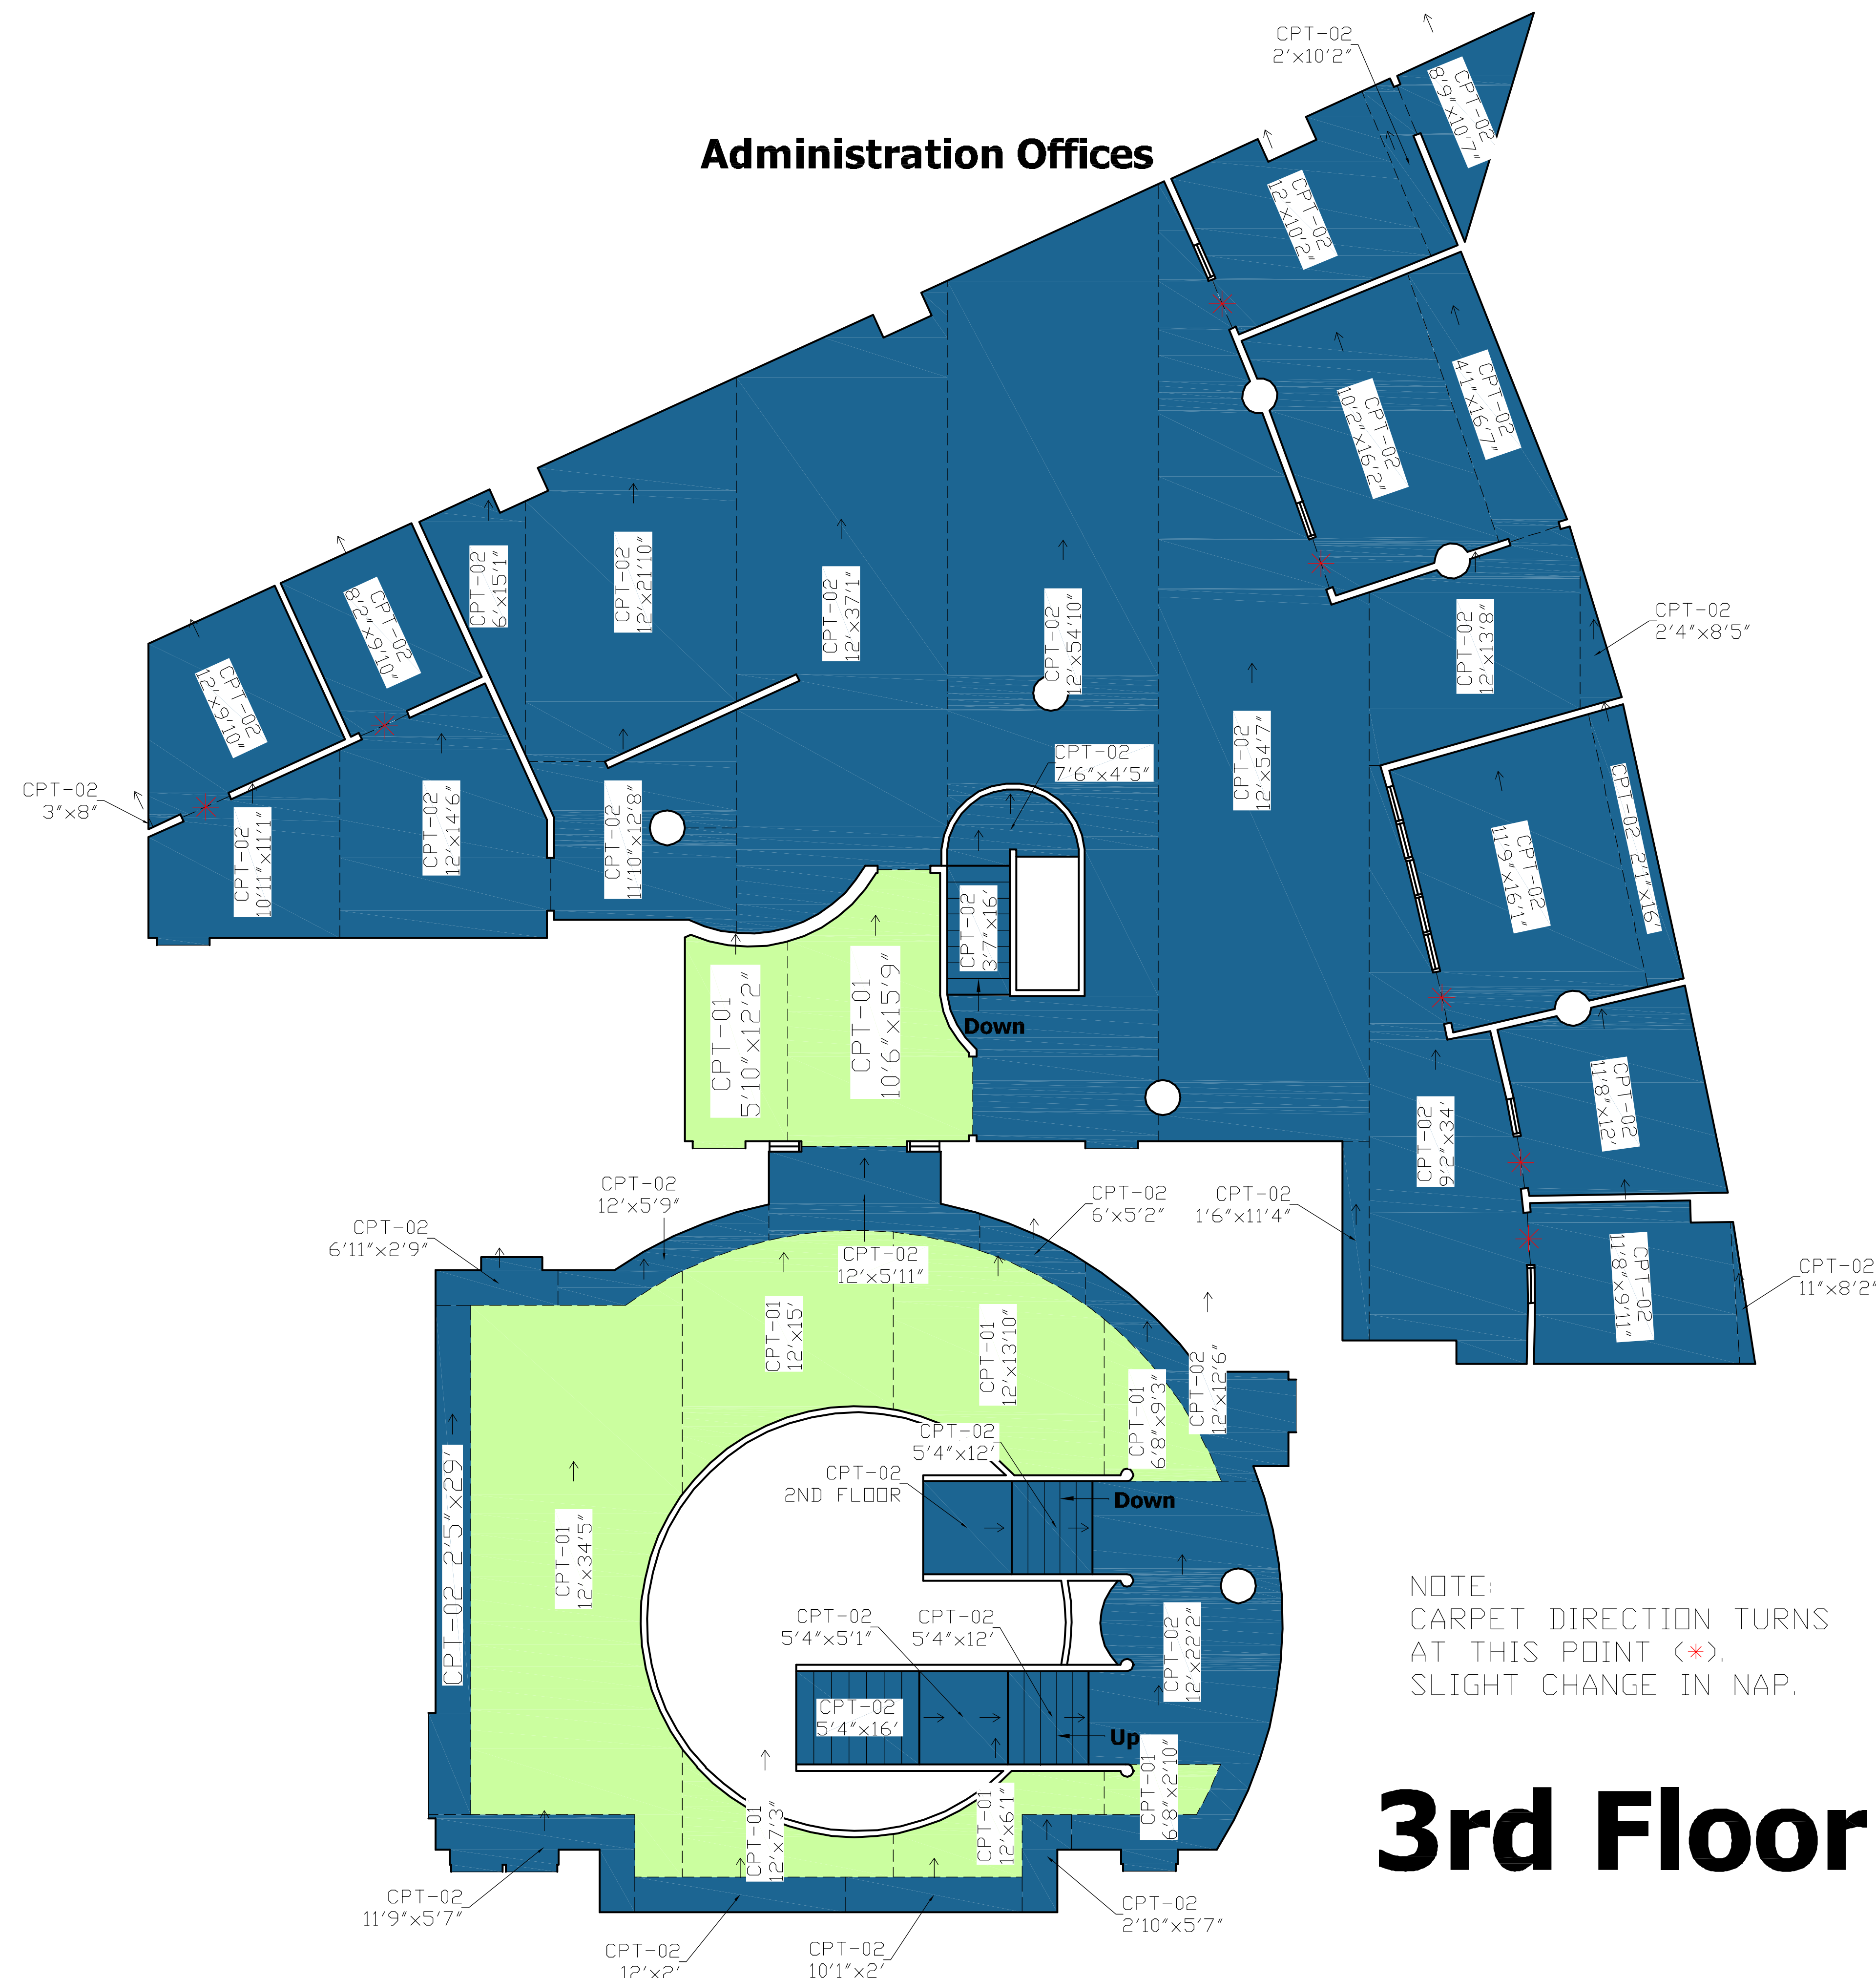 CPT-02
2'x10'2"
CPT-02
8'9"x10'7"
Administration Offices
CPT-02
12'x10'2"
CPT-02
4'1"x16'7"
CPT-02
10'2"x16'2"
CPT-02
6'x15'1"
CPT-02
12'x21'10"
CPT-02
12'x37'1"
CPT-02
12'x54'10"
CPT-02
8'2"x9'10"
CPT-02
12'x9'10"
CPT-02
12'x13'8"
CPT-02
2'4"x8'5"
CPT-02
12'x54'7"
CPT-02
7'6"x4'5"
CPT-02
3"x8"
CPT-02
10'11"x11'1"
CPT-02
12'x14'6"
CPT-02
11'10"x12'8"
CPT-02
11'9"x16'1"
CPT-02 2'1"x16'
CPT-02
3'7"x16'
Down
CPT-01
5'10"x12'2"
CPT-01
10'6"x15'9"
CPT-02
11'8"x12'
CPT-02
9'2"x34'
CPT-02
12'x5'9"
CPT-02
6'x5'2"
CPT-02
1'6"x11'4"
CPT-02
6'11"x2'9"
CPT-02
12'x5'11"
CPT-02
11'8"x9'11"
CPT-02
11"x8'2"
CPT-01
12'x15'
CPT-01
12'x13'10"
CPT-01
6'8"x9'3"
CPT-02
12'x12'6"
CPT-02
5'4"x12'
CPT-02
2ND FLOOR
Down
CPT-02 2'5"x29'
CPT-01
12'x34'5"
CPT-02
5'4"x5'1"
CPT-02
5'4"x12'
CPT-02
12'x22'2"
CPT-02
5'4"x16'
Up
NOTE:
CARPET DIRECTION TURNS
AT THIS POINT (*).
SLIGHT CHANGE IN NAP.
CPT-01
12'x7'3"
CPT-01
12'x6'1"
CPT-01
6'8"x2'10"
3rd Floor
CPT-02
11'9"x5'7"
CPT-02
2'10"x5'7"
CPT-02
12'x2'
CPT-02
10'1"x2'